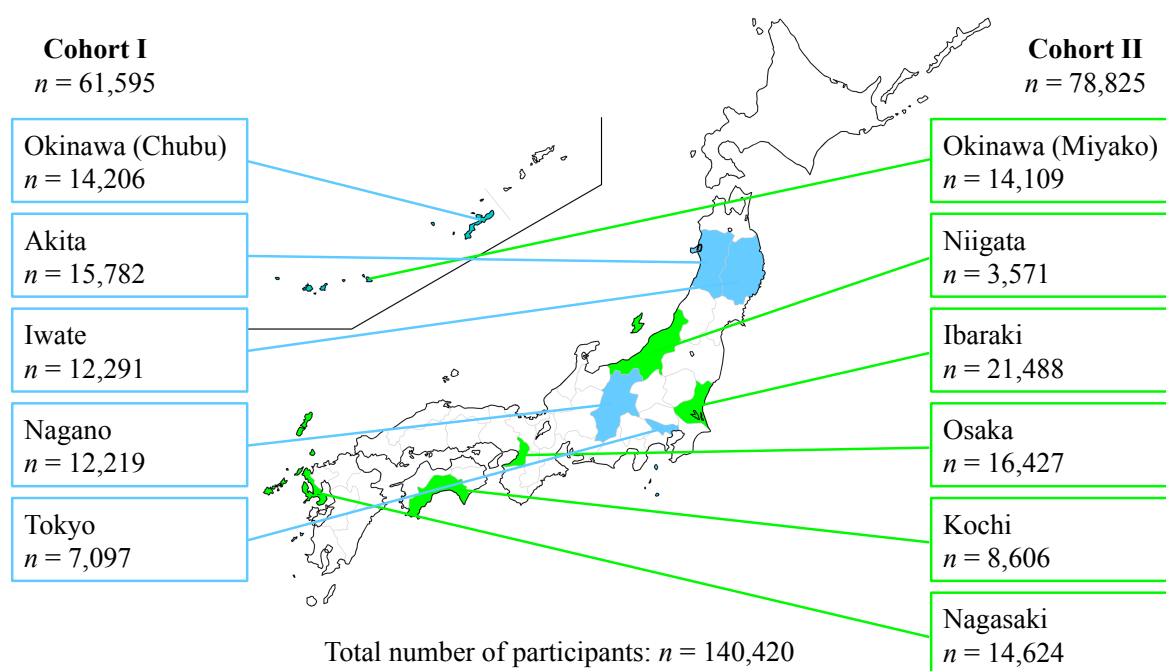 Cohort I
n = 61,595
Okinawa (Chubu)
n = 14,206
Akita
n = 15,782
Iwate
n = 12,291
Nagano
n = 12,219
Tokyo
n = 7,097
Cohort II
n = 78,825
Okinawa (Miyako)
n = 14,109
Niigata
n = 3,571
Ibaraki
n = 21,488
Osaka
n = 16,427
Kochi
n = 8,606
Nagasaki
n = 14,624
Total number of participants: n = 140,420